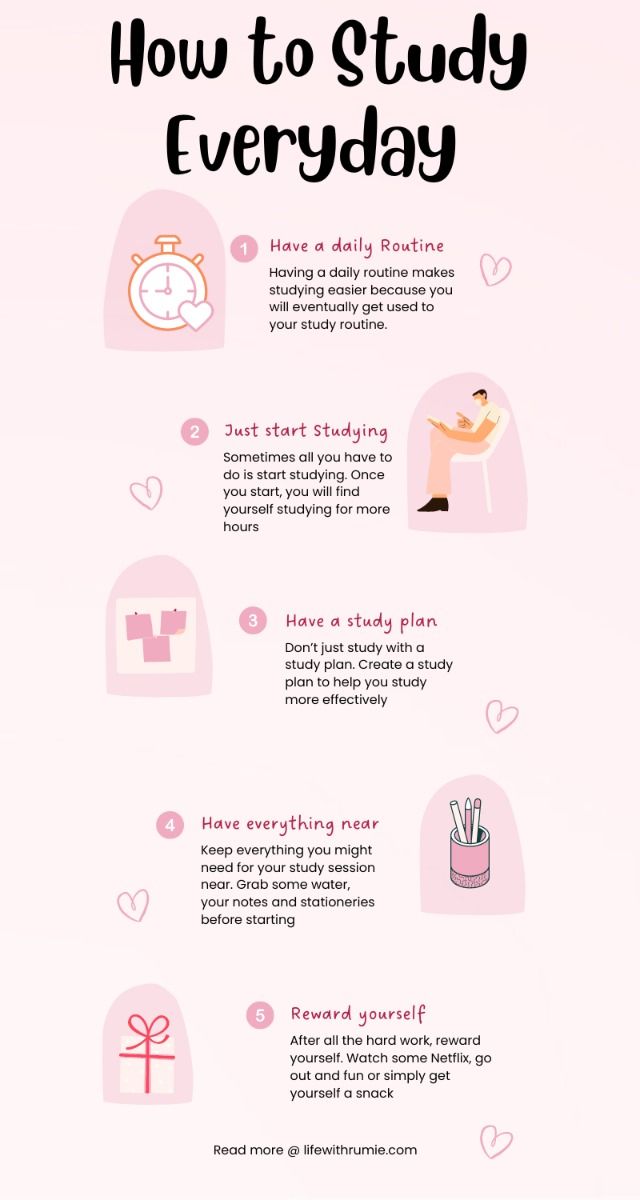 How to Study
Everyday
1 Have a daily Routine
Having a daily routine makes
studying easier because you
will eventually get used to
your study routine.
2 Just start Studying
Sometimes all you have to
do is start studying. Once
you start, you will find
yourself studying for more
hours
3 Have a study plan
Don't just study with a
study plan. Create a study
plan to help you study
more effectively
4 Have everything near
Keep everything you might
need for your study session
near. Grab some water,
your notes and stationeries
before starting
5 Reward yourself
After all the hard work, reward
yourself. Watch some Netflix, go
out and fun or simply get
yourself a snack
Read more @ lifewithrumie.com